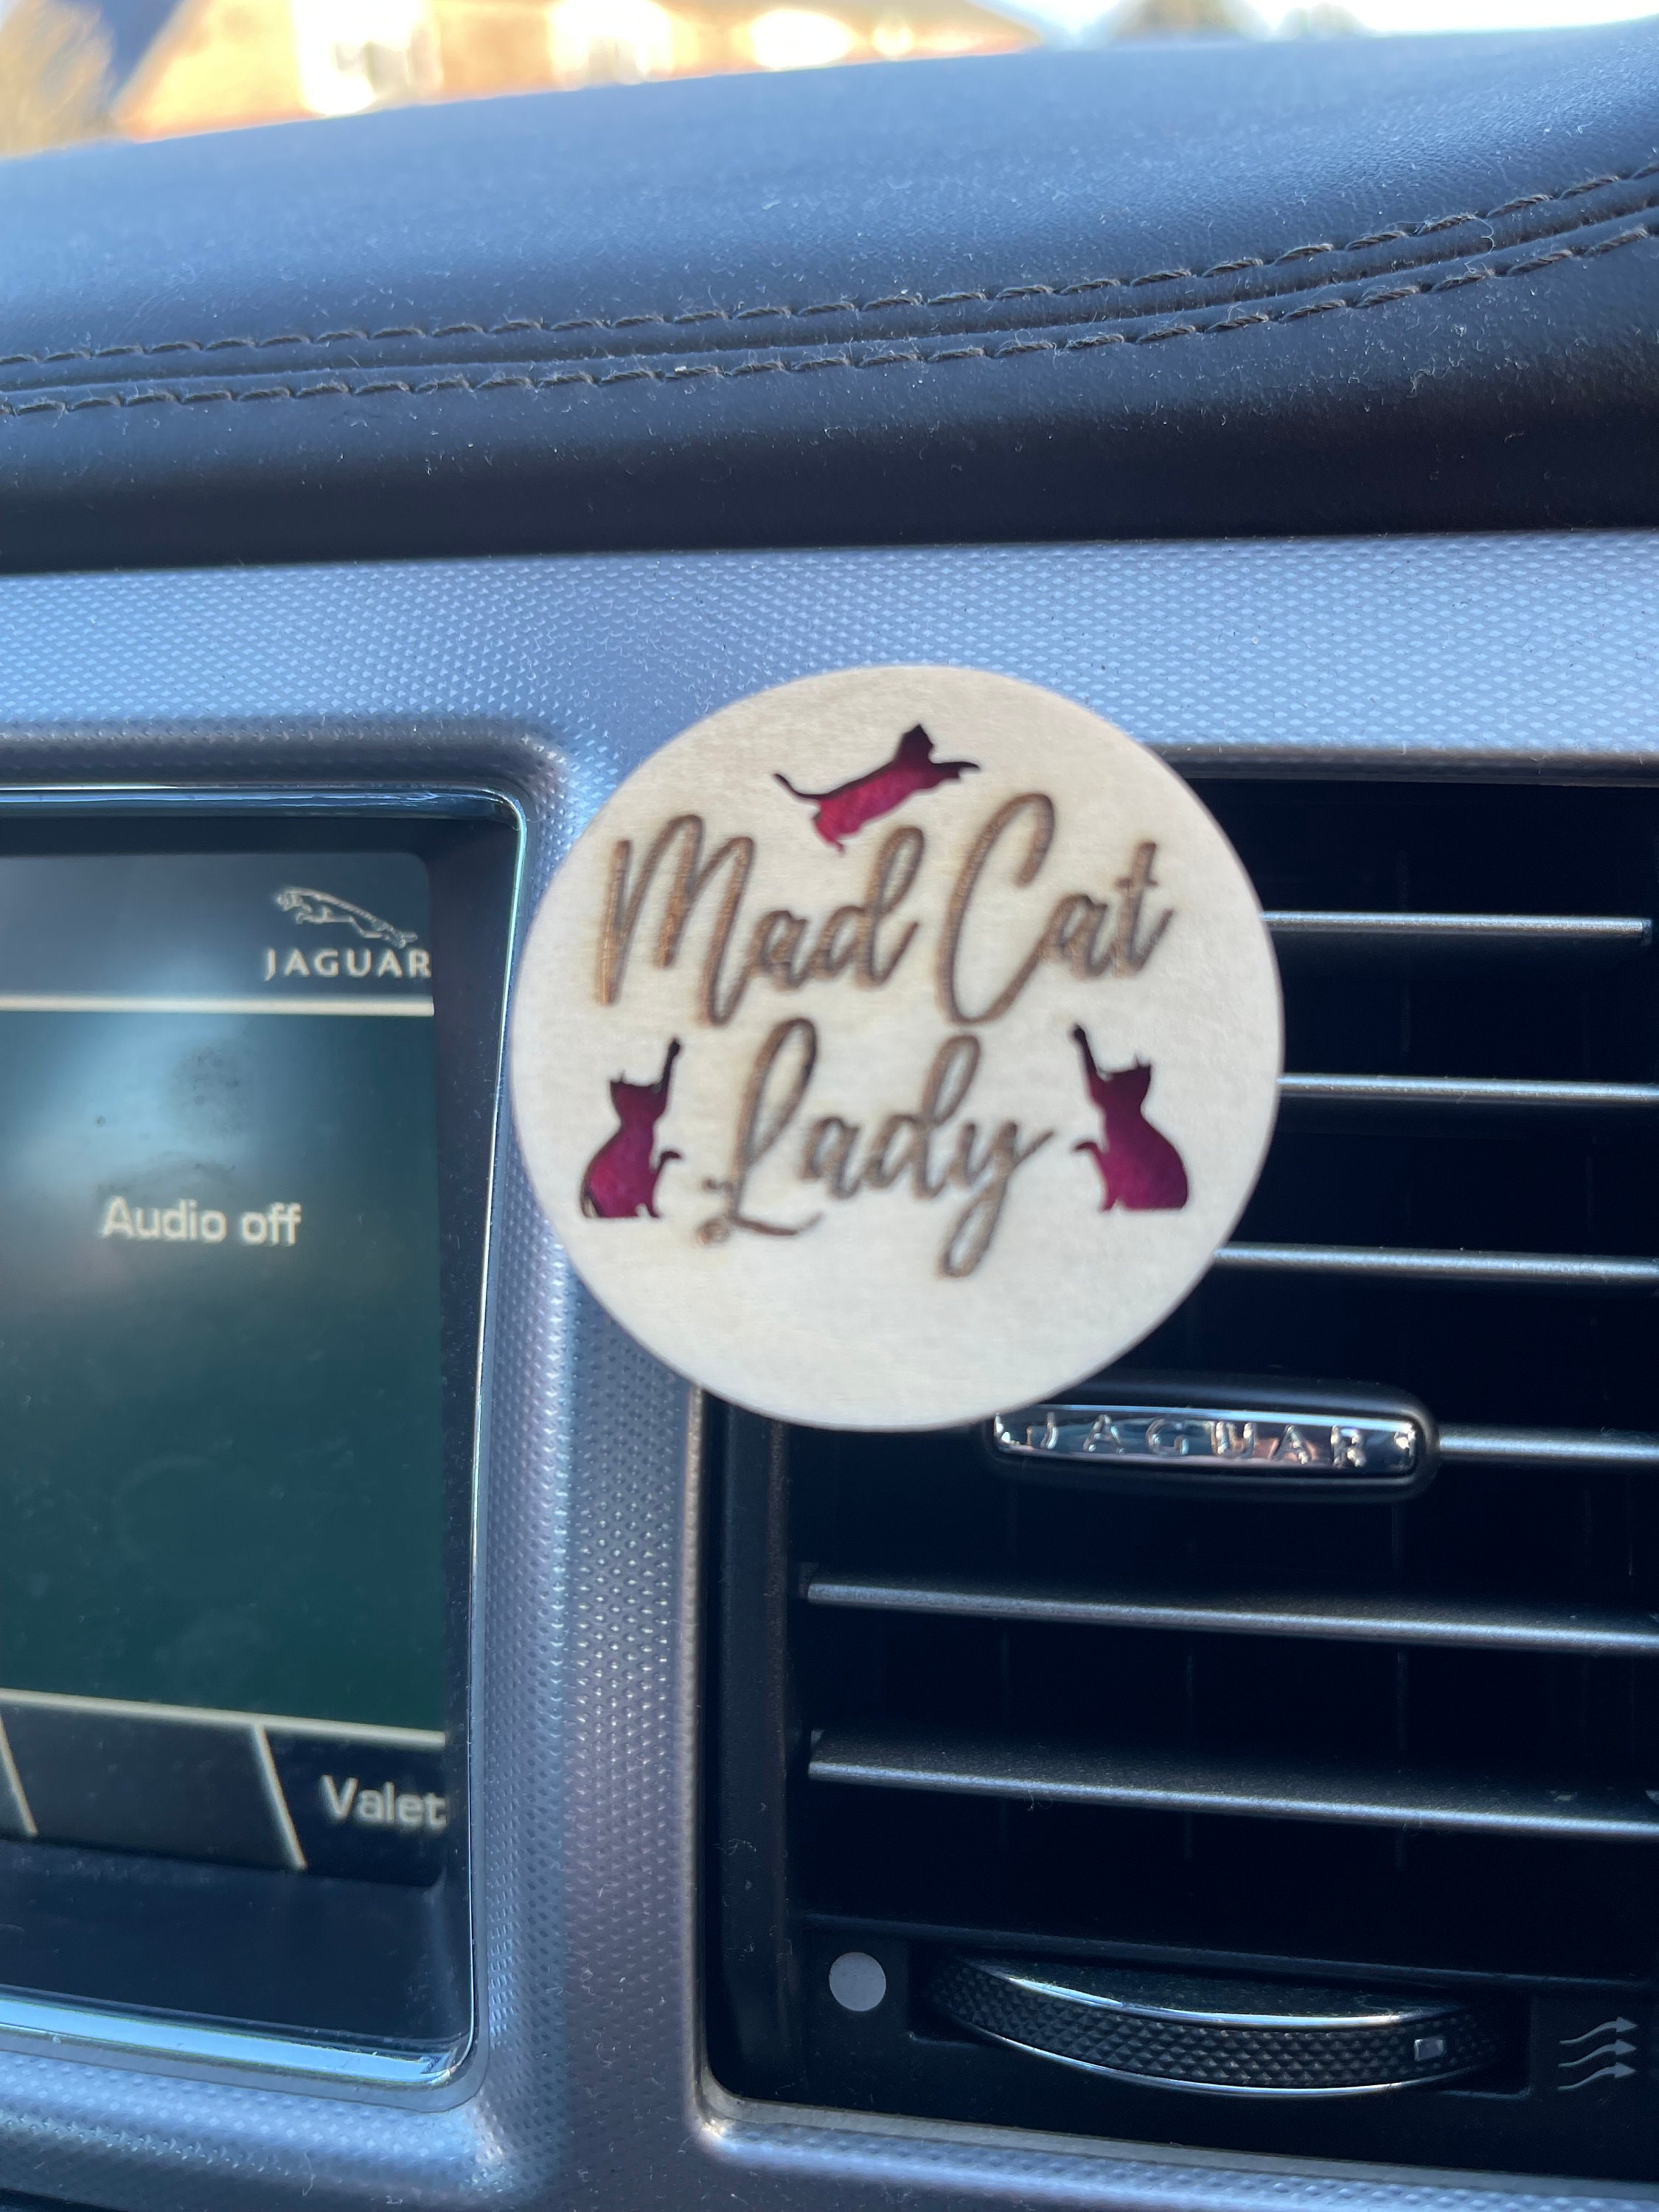 Mad Cat
Lady
JAGUAR
Audio off
JAGUAR
Valet